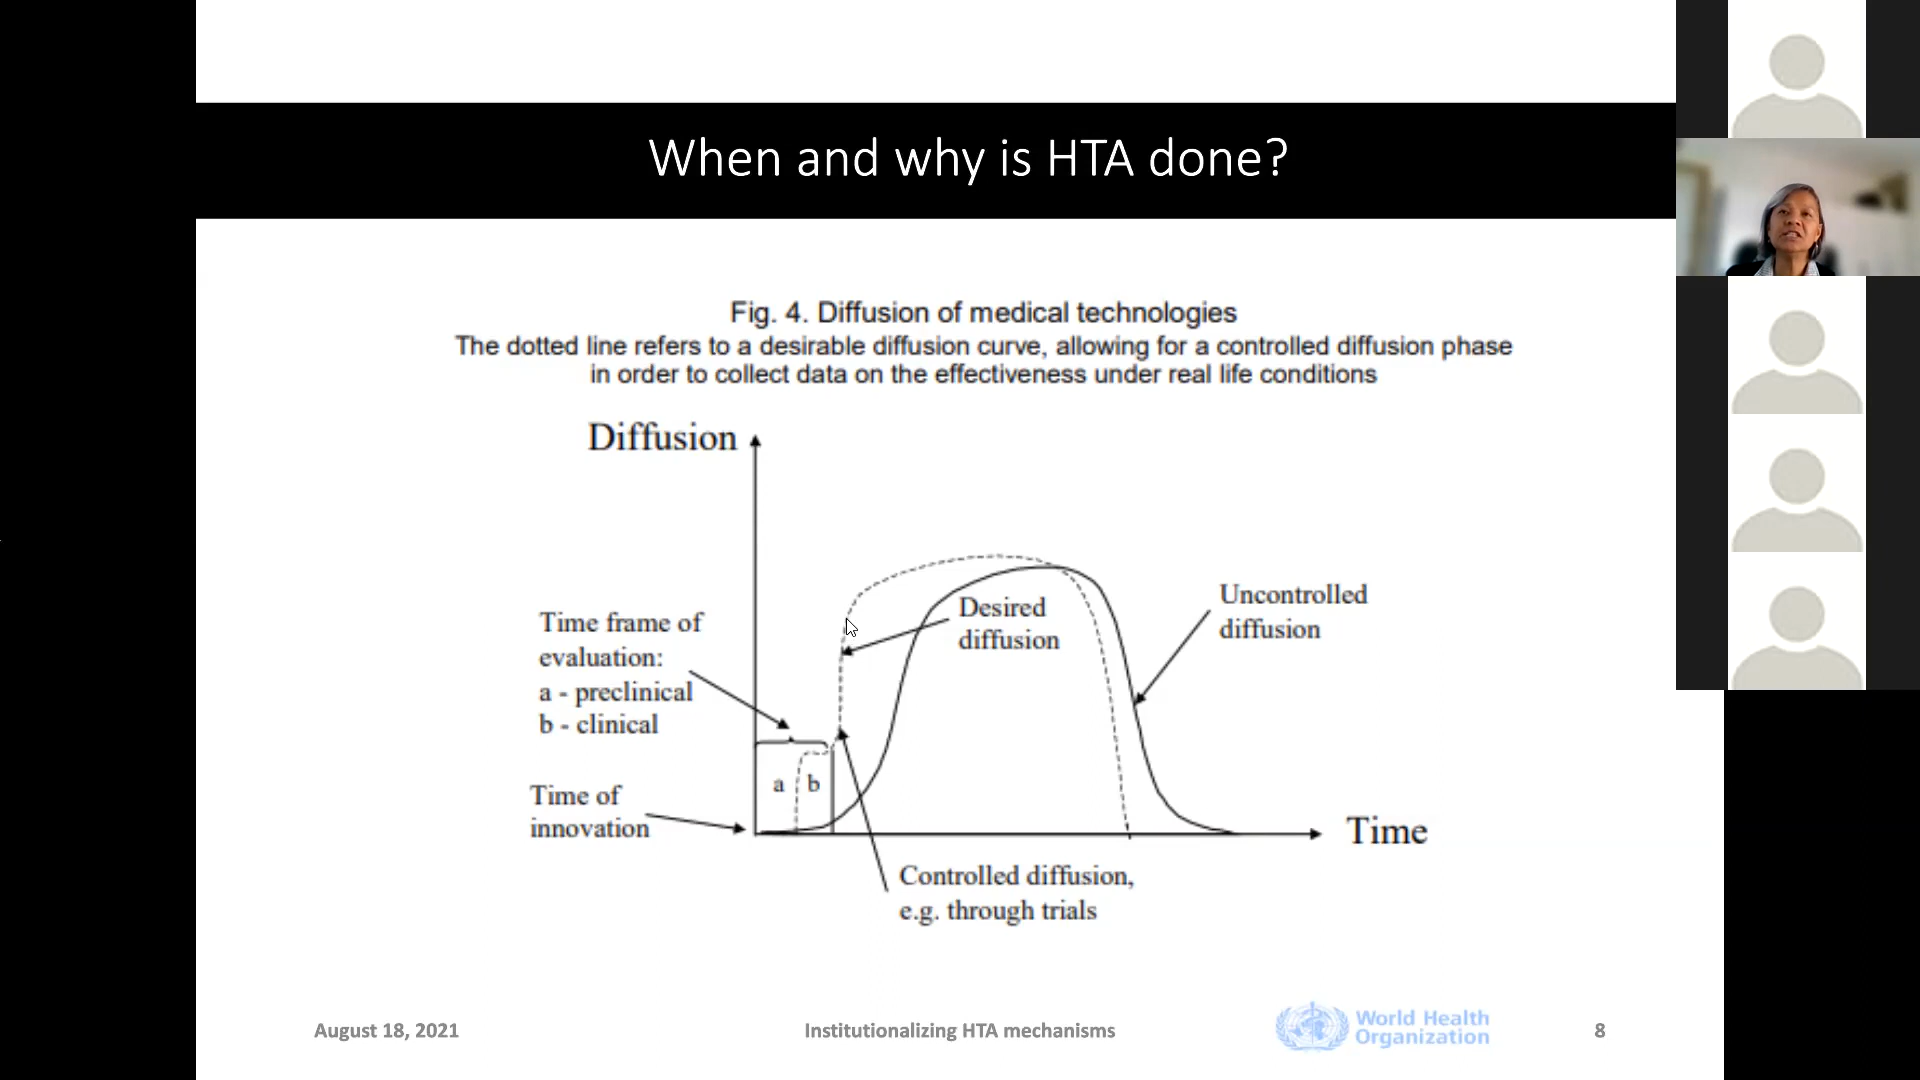 When and why is HTA done?
Fig. 4. Diffusion of medical technologies
The dotted line refers to a desirable diffusion curve, allowing for a controlled diffusion phase
in order to collect data on the effectiveness under real life conditions
Diffusion
Desired
diffusion
Uncontrolled
diffusion
Time frame of
evaluation:
a - preclinical
b - clinical
a
b
Time of
innovation
Time
Controlled diffusion,
e.g. through trials
August 18, 2021
Institutionalizing HTA mechanisms
World Health
Organization
8